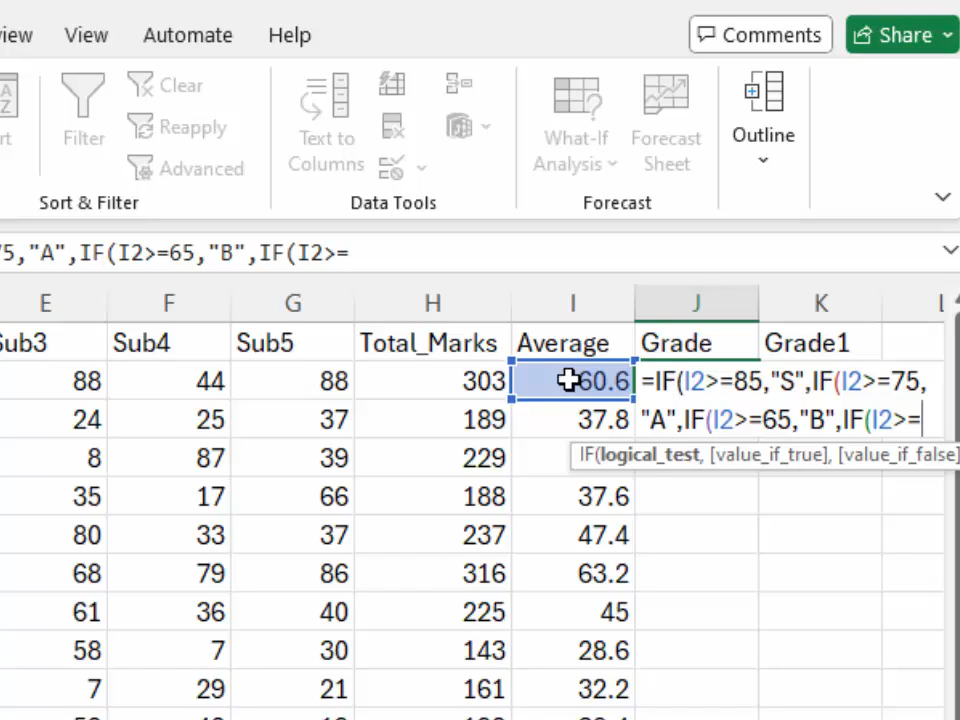 View Automate Help Comments Share
Clear
Filter Reapply
Advanced
Text to
Columns
What-If
Analysis
Forecast
Sheet
Outline
Sort & Filter Data Tools Forecast
"A",IF(I2>=65,"B",IF(I2>=
E F G H I J K
Sub3 Sub4 Sub5 Total_Marks Average Grade Grade1
88 44 88 303 60.6 =IF(I2>=85,"S",IF(I2>=75,
24 25 37 189 37.8 "A",IF(I2>=65,"B",IF(I2>=
8 87 39 229 IF(logical_test, [value_if_true], [value_if_false]
35 17 66 188 37.6
80 33 37 237 47.4
68 79 86 316 63.2
61 36 40 225 45
58 7 30 143 28.6
7 29 21 161 32.2